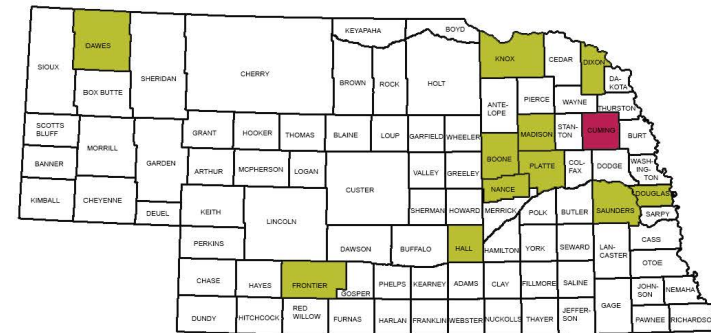 KEYAPAHA
BOYD
DAWES
KNOX
CEDAR
DIXON
SIOUX
SHERIDAN
CHERRY
BROWN
ROCK
HOLT
DA-
KOTA
BOX BUTTE
ANTE-
LOPE
PIERCE
WAYNE
THURSTON
SCOTTS
BLUFF
MORRILL
GRANT
HOOKER
THOMAS
BLAINE
LOUP
GARFIELD
WHEELER
MADISON
STAN-
TON
CUMING
BURT
BANNER
GARDEN
ARTHUR
MCPHERSON
LOGAN
CUSTER
VALLEY
GREELEY
BOONE
PLATTE
COL-
FAX
DODGE
WASH-
ING-
TON
KIMBALL
CHEYENNE
DEUEL
KEITH
LINCOLN
SHERMAN
HOWARD
NANCE
MERRICK
POLK
BUTLER
SAUNDERS
DOUGLAS
SARPY
PERKINS
DAWSON
BUFFALO
HALL
HAMILTON
YORK
SEWARD
LAN-
CASTER
CASS
OTOE
CHASE
HAYES
FRONTIER
GOSPER
PHELPS
KEARNEY
ADAMS
CLAY
FILLMORE
SALINE
GAGE
JOHN-
SON
NEMAHA
DUNDY
HITCHCOCK
RED
WILLOW
FURNAS
HARLAN
FRANKLIN
WEBSTER
NUCKOLLS
THAYER
JEFFER-
SON
PAWNEE
RICHARDSON